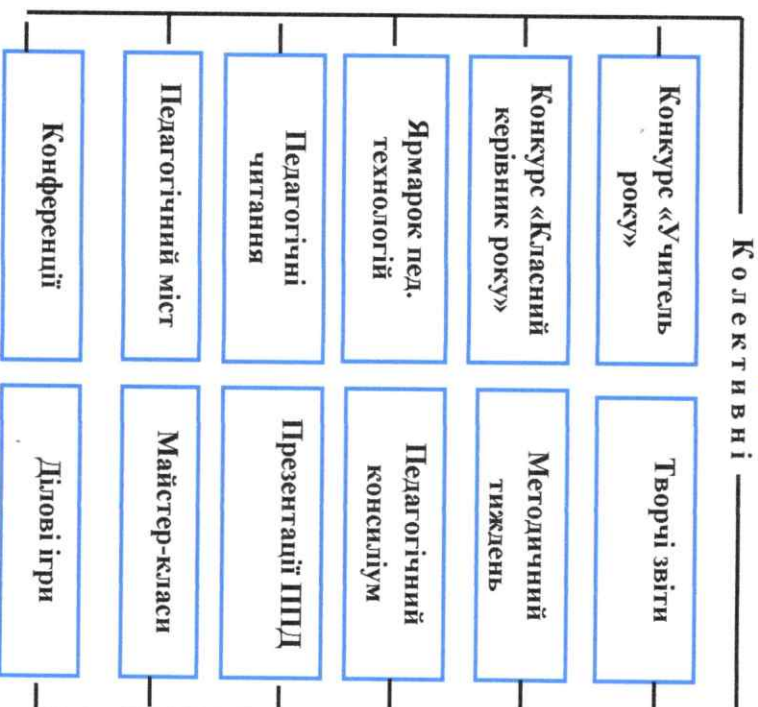 Колективні
Конкурс «Учитель
року»
Творчі звіти
Конкурс «Класний
керівник року»
Методичний
тиждень
Ярмарок пед.
технологій
Педагогічний
консиліум
Педагогічні
читання
Презентації ППД
Педагогічний міст
Майстер-класи
Конференції
Ділові ігри